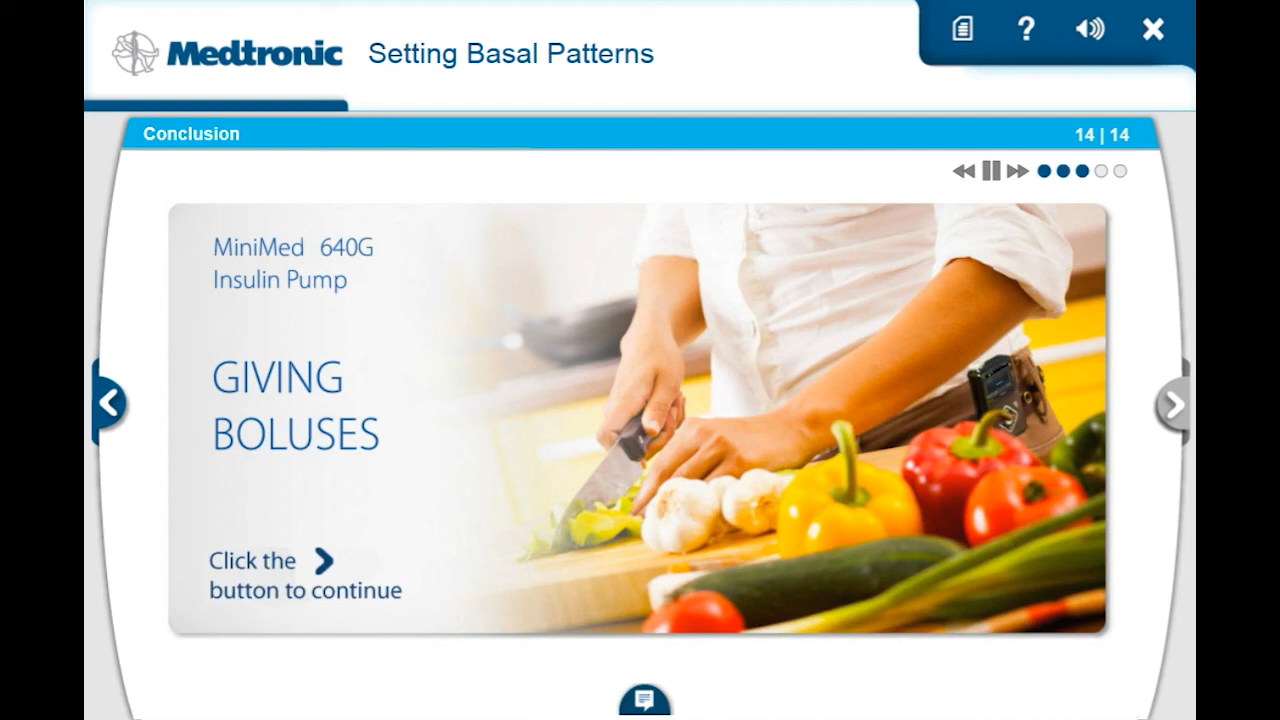 Medtronic
Setting Basal Patterns
?
Conclusion
14 | 14
MiniMed 640G
Insulin Pump
GIVING
BOLUSES
Click the
button to continue